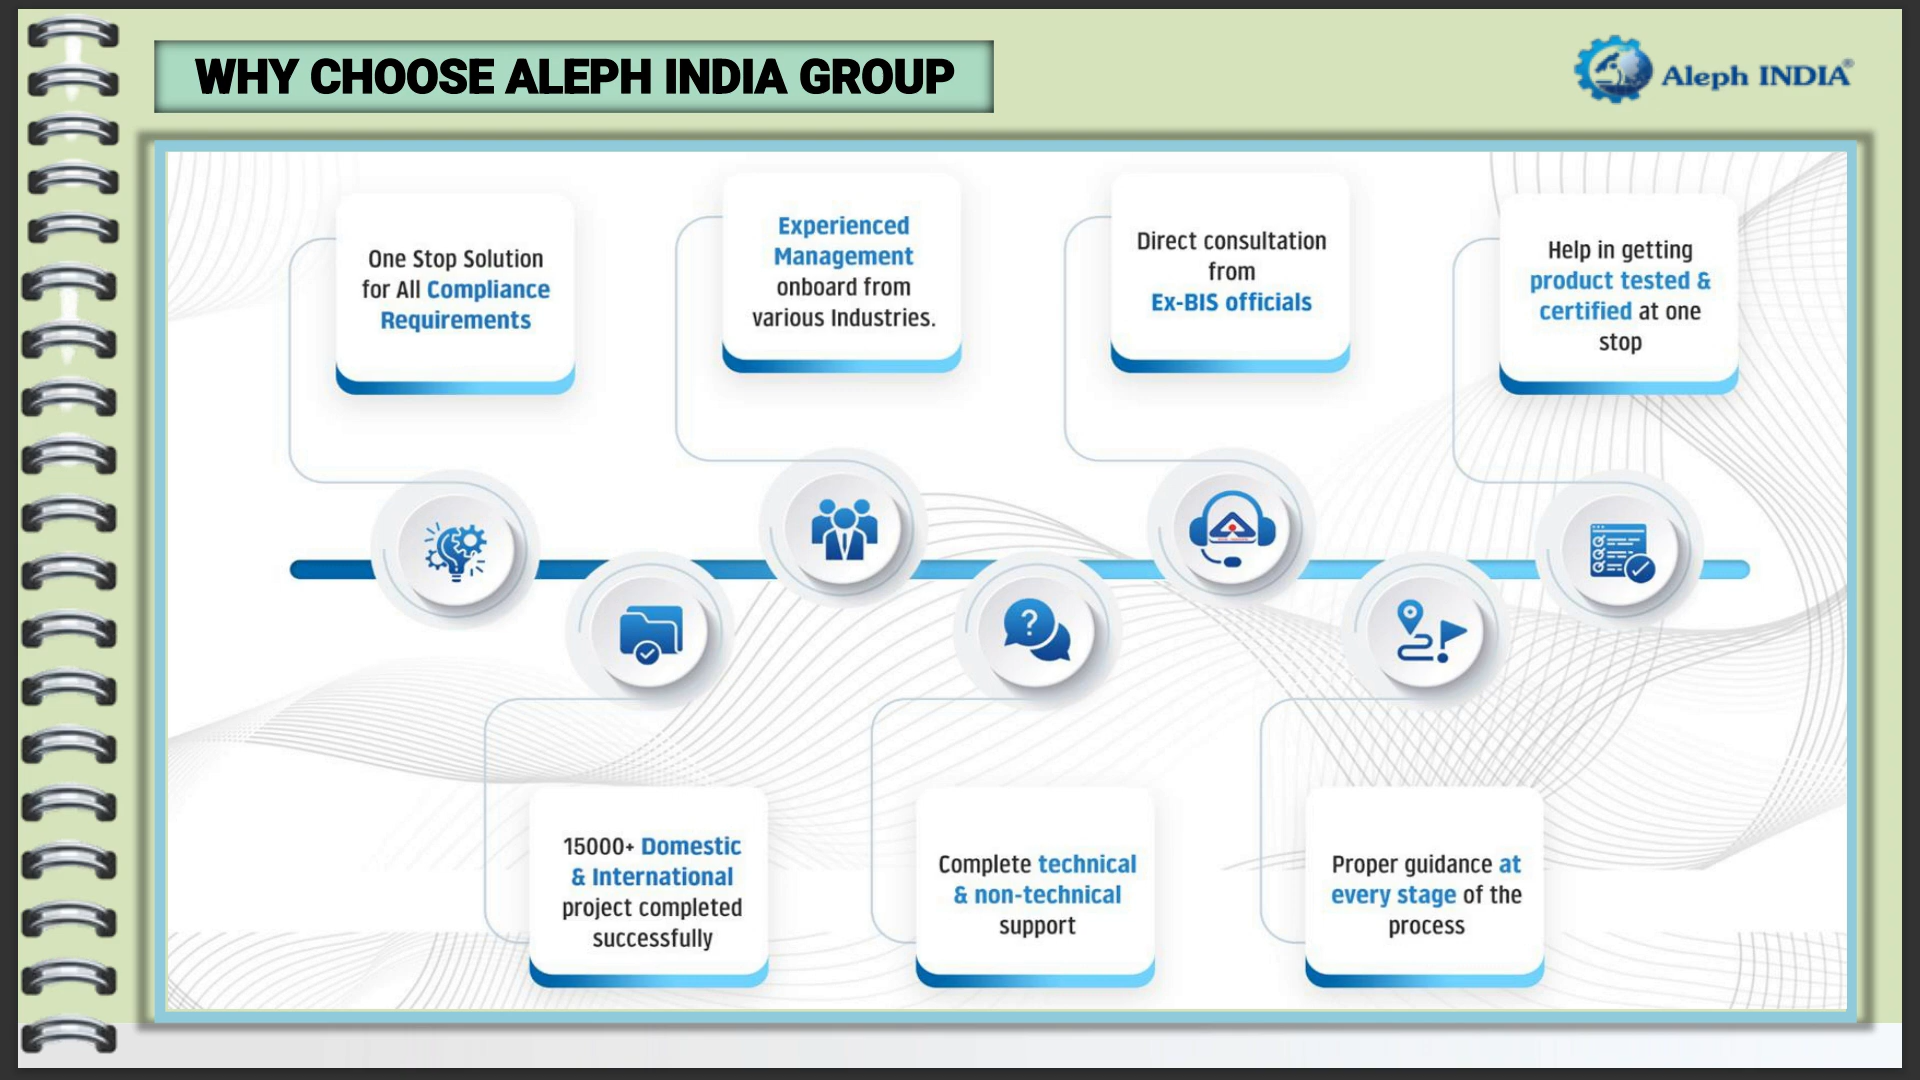 WHY CHOOSE ALEPH INDIA GROUP
Aleph INDIA®
One Stop Solution
for All Compliance
Requirements
Experienced
Management
onboard from
various Industries.
Direct consultation
from
Ex-BIS officials
Help in getting
product tested &
certified at one
stop
?
15000+ Domestic
& International
project completed
successfully
Complete technical
& non-technical
support
Proper guidance at
every stage of the
process